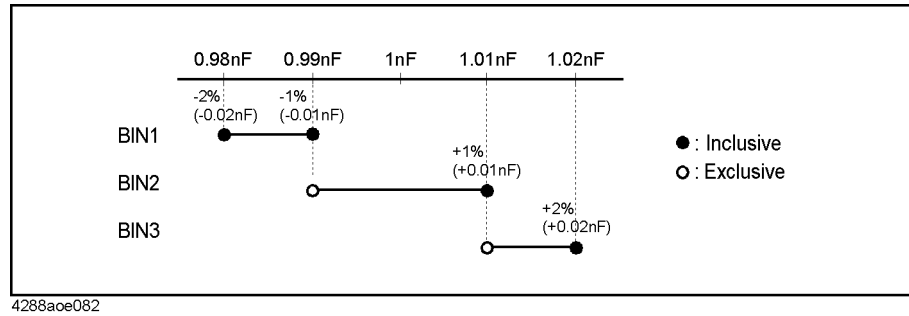 0.98nF 0.99nF 1nF 1.01nF 1.02nF
-2% -1%
(-0.02nF) (-0.01nF)
BIN1
+1%
(+0.01nF)
BIN2
+2%
(+0.02nF)
BIN3
: Inclusive
: Exclusive
4288aoe082